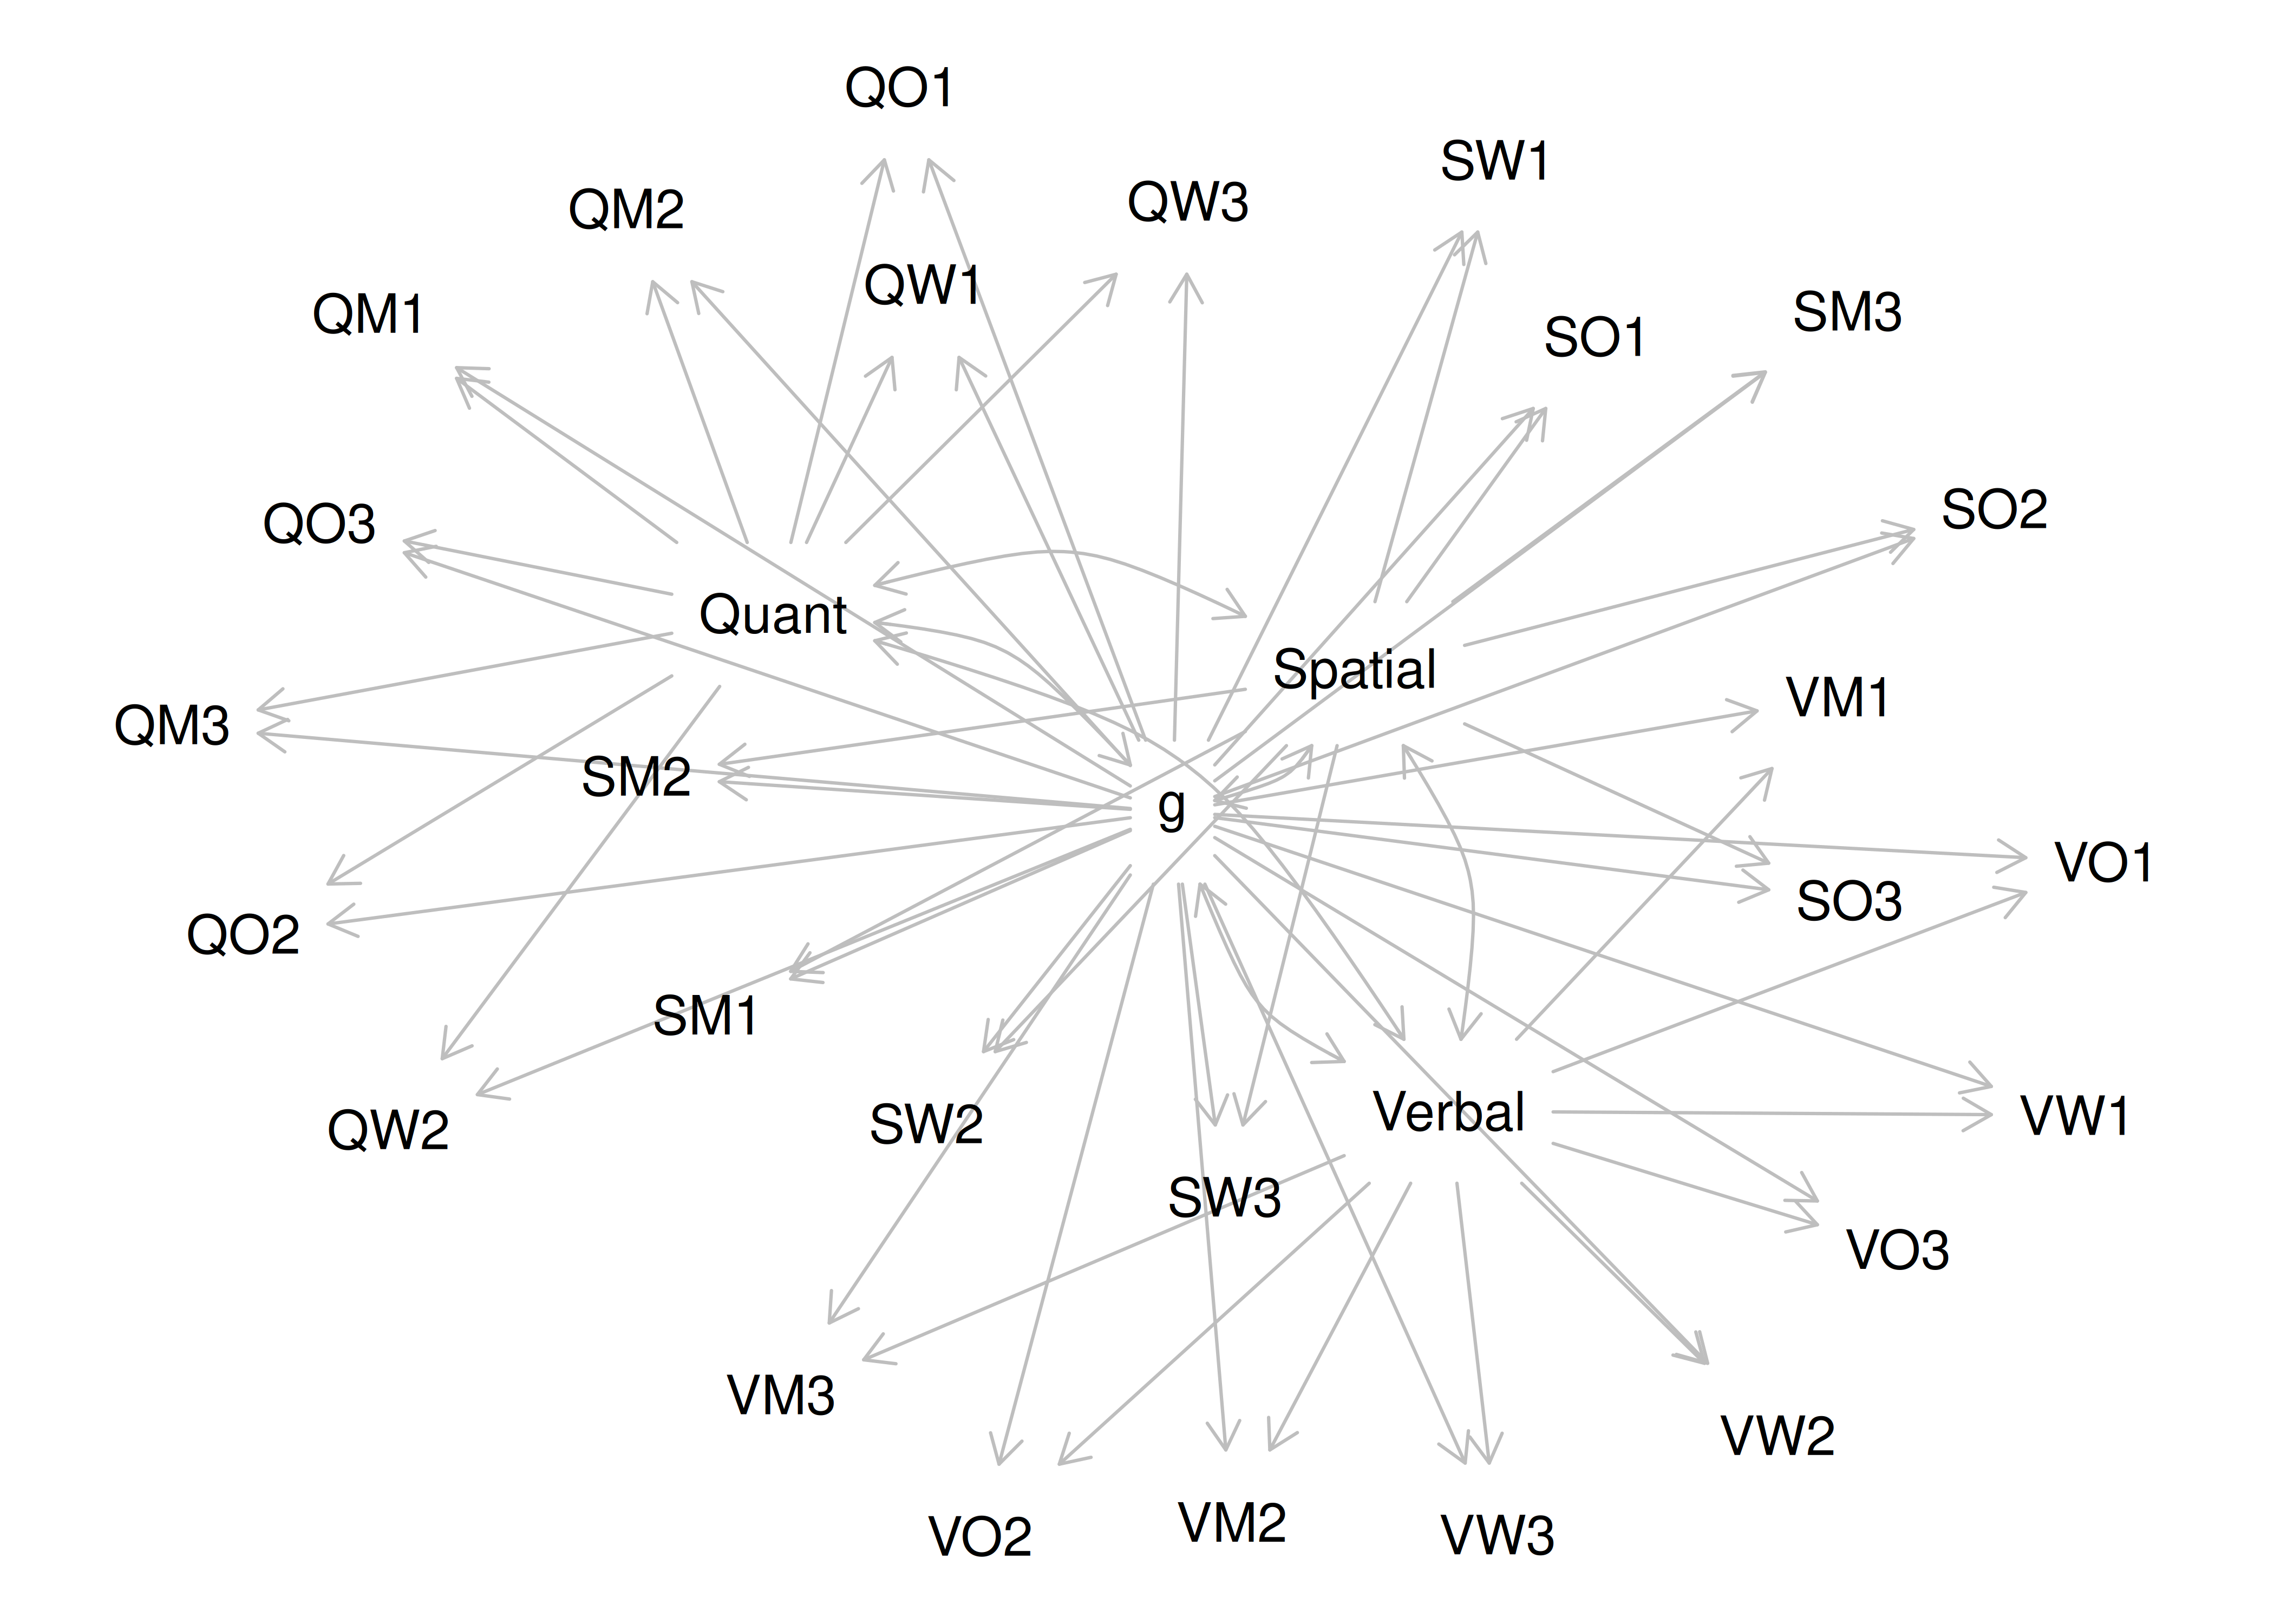 QO1
SW1
QW3
QM2
QW1
SM3
QM1
SO1
SO2
QO3
Quant
Spatial
VM1
QM3
SM2
g
VO1
SO3
QO2
SM1
Verbal
VW1
SW2
QW2
SW3
VO3
VM3
VW2
VM2
VW3
VO2